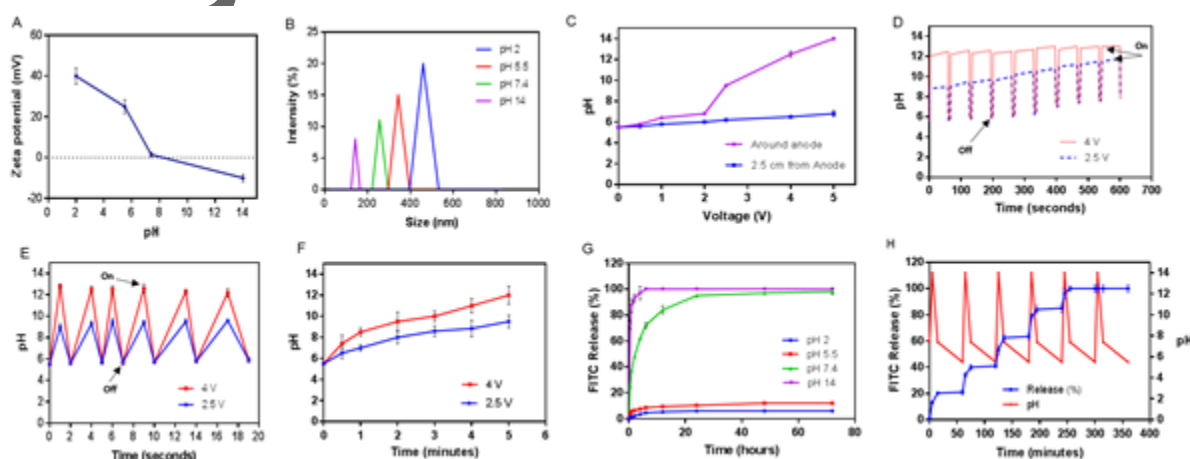 A
Zeta potential (mV)
60
40
20
0
-20
0 2 4 6 8 10 12 14
pH
B
Intensity (%)
25
20
15
10
5
0
0 200 400 600 800 1000
Size (nm)
pH 2
pH 5.5
pH 7.4
pH 14
C
pH
14
12
10
8
6
4
2
0
0 1 2 3 4 5
Voltage (V)
Around anode
2.5 cm from Anode
D
pH
14
12
10
8
6
4
2
0
0 100 200 300 400 500 600 700
Time (seconds)
On
Off
4 V
2.5 V
E
pH
14
12
10
8
6
4
2
0
0 2 4 6 8 10 12 14 16 18 20
Time (seconds)
On
Off
4 V
2.5 V
F
pH
14
12
10
8
6
4
2
0
0 1 2 3 4 5 6
Time (minutes)
4 V
2.5 V
G
FITC Release (%)
120
100
80
60
40
20
0
0 20 40 60 80
Time (hours)
pH 2
pH 5.5
pH 7.4
pH 14
H
FITC Release (%)
120
100
80
60
40
20
0
0 50 100 150 200 250 300 350 400
Time (minutes)
14
12
10
8
6
4
2
0
Release (%)
pH